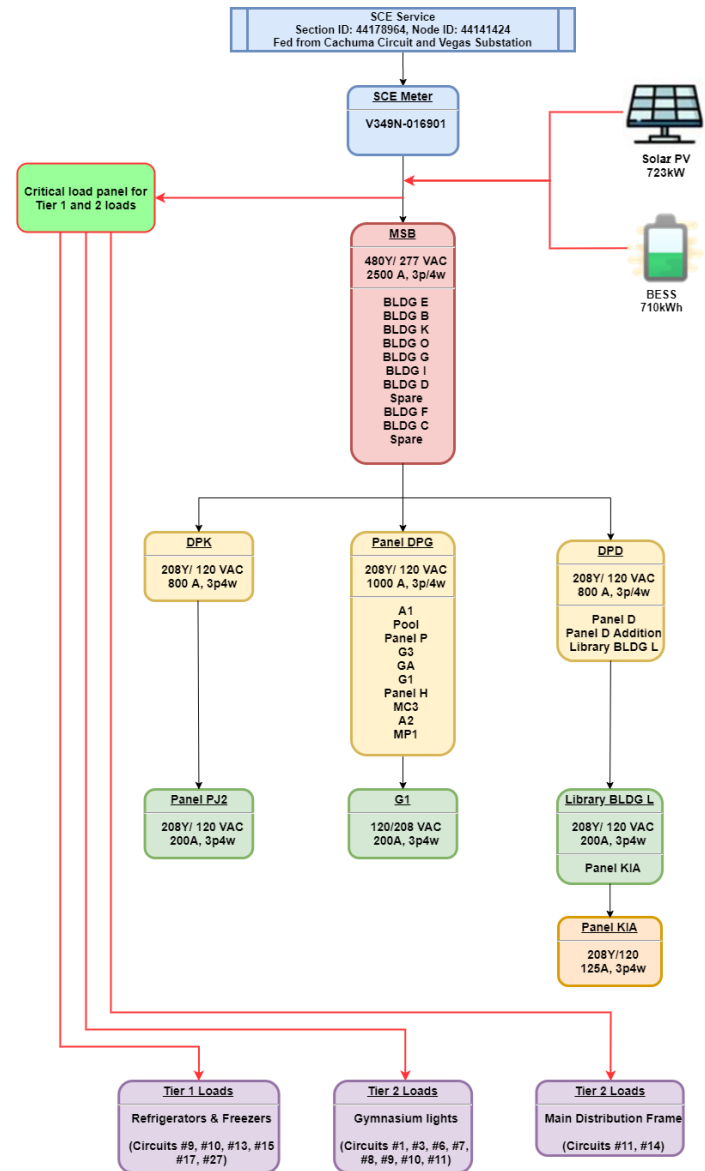 SCE Service
Section ID: 44178964, Node ID: 44141424
Fed from Cachuma Circuit and Vegas Substation
SCE Meter
V349N-016901
Solar PV
723kW
Critical load panel for
Tier 1 and 2 loads
BESS
710kWh
MSB
480Y/ 277 VAC
2500 A, 3p/4w
BLDG E
BLDG B
BLDG K
BLDG O
BLDG G
BLDG I
BLDG D
Spare
BLDG F
BLDG C
Spare
DPK
208Y/ 120 VAC
800 A, 3p4w
Panel DPG
208Y/ 120 VAC
1000 A, 3p/4w
A1
Pool
Panel P
G3
GA
G1
Panel H
MC3
A2
MP1
DPD
208Y/ 120 VAC
800 A, 3p/4w
Panel D
Panel D Addition
Library BLDG L
Panel PJ2
208Y/ 120 VAC
200A, 3p4w
G1
120/208 VAC
200A, 3p4w
Library BLDG L
208Y/ 120 VAC
200A, 3p4w
Panel KIA
Panel KIA
208Y/120
125A, 3p4w
Tier 1 Loads
Refrigerators & Freezers
(Circuits #9, #10, #13, #15
#17, #27)
Tier 2 Loads
Gymnasium lights
(Circuits #1, #3, #6, #7,
#8, #9, #10, #11)
Tier 2 Loads
Main Distribution Frame
(Circuits #11, #14)